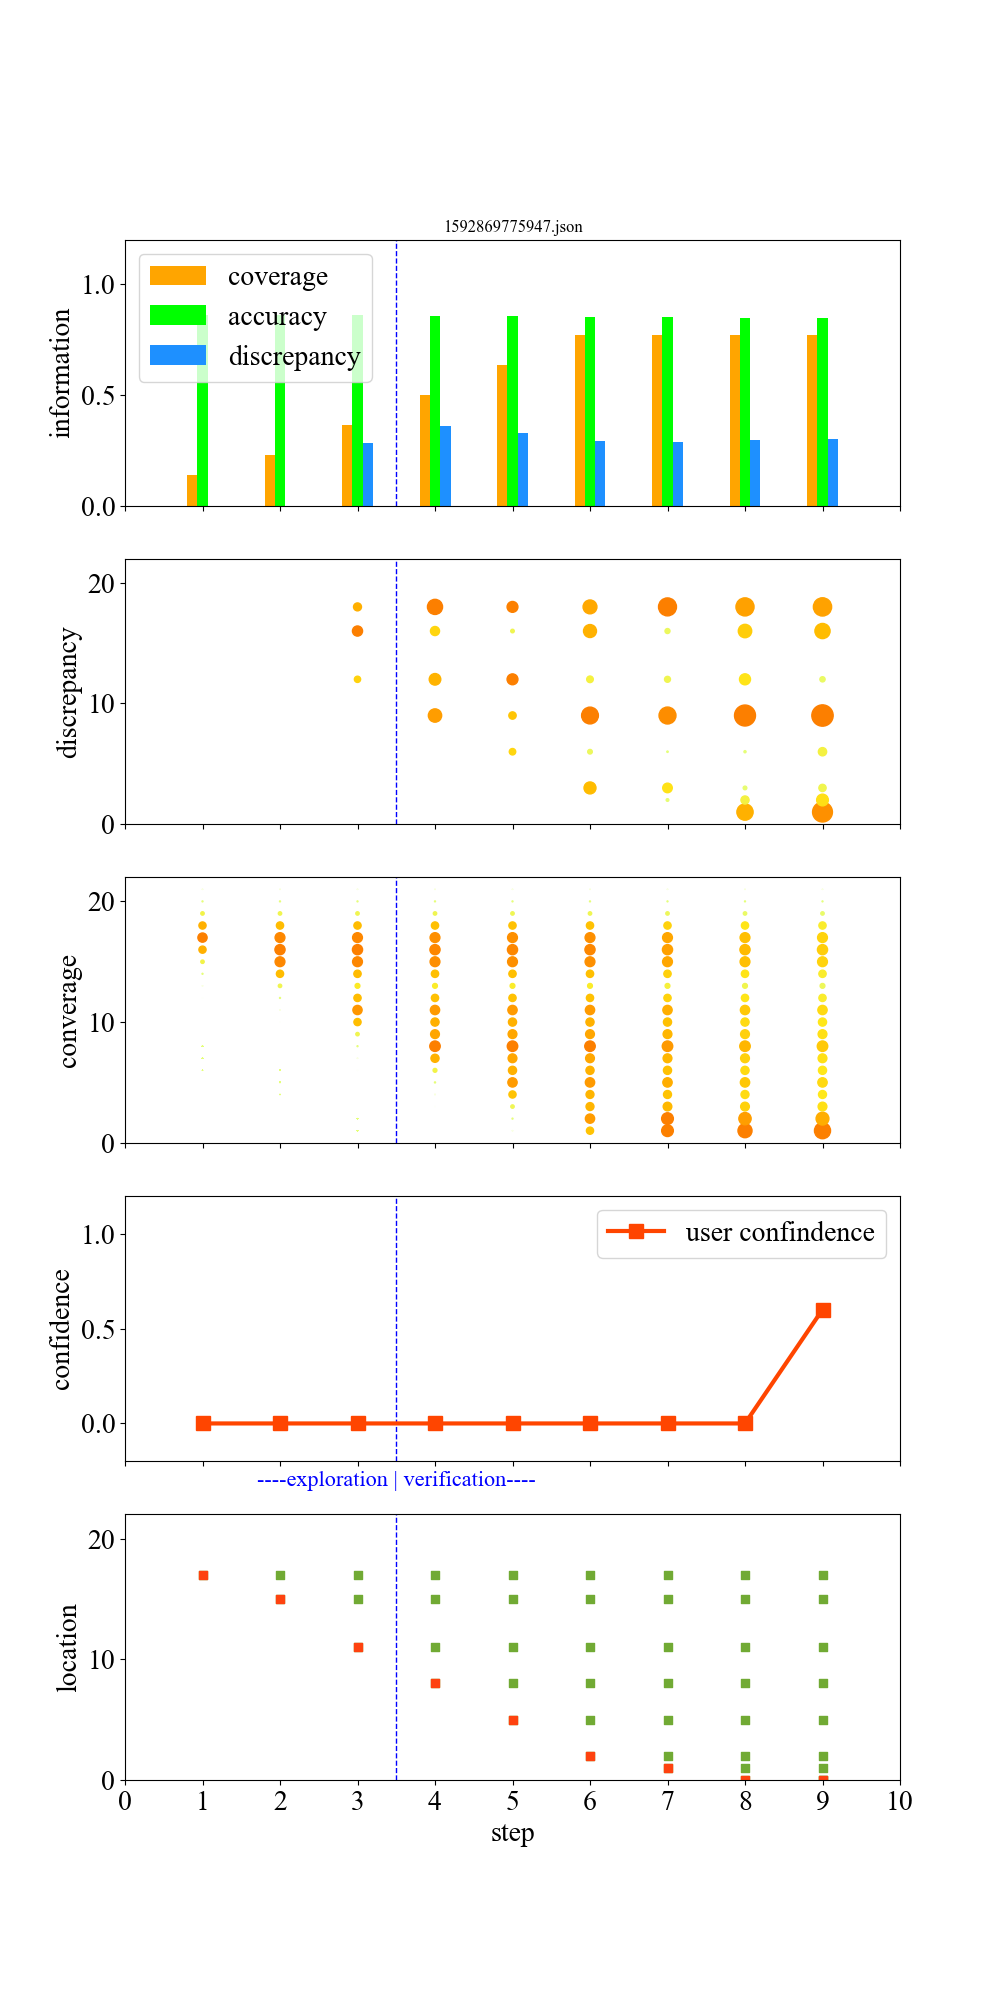 1592869775947.json
information
1.0
0.5
0.0
coverage
accuracy
discrepancy
discrepancy
20
10
0
converage
20
10
0
confidence
1.0
0.5
0.0
user confindence
----exploration | verification----
location
20
10
0
0 1 2 3 4 5 6 7 8 9 10
step